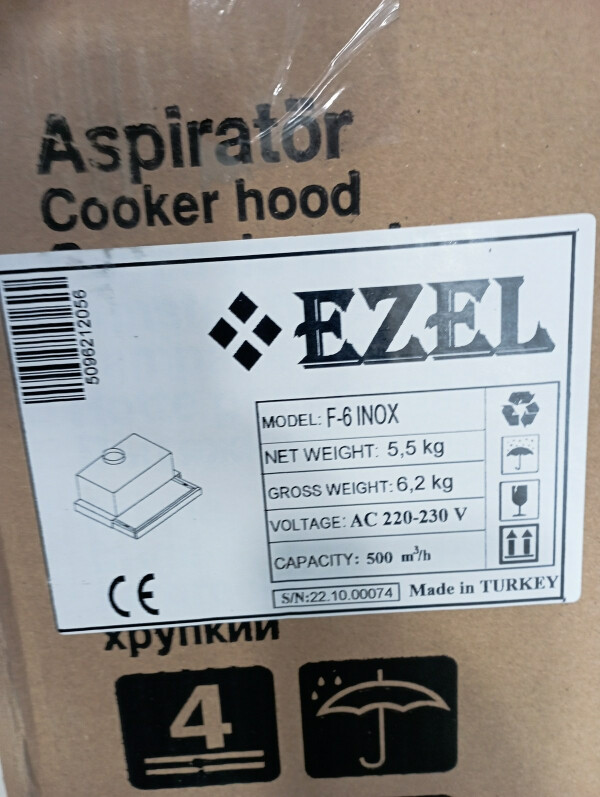 Aspiratör
Cooker hood
5096212056
EZEL
MODEL: F-6 INOX
NET WEIGHT: 5,5 kg
GROSS WEIGHT: 6,2 kg
VOLTAGE: AC 220-230 V
CAPACITY: 500 m³/h
S/N:22.10.00074 Made in TURKEY
CE
хрупкий
4